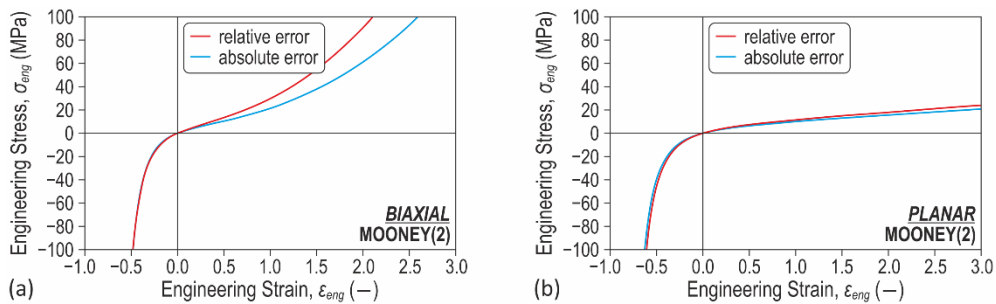 100
80
60
40
20
0
−20
−40
−60
−80
−100
Engineering Stress, σeng (MPa)
relative error
absolute error
BIAXIAL
MOONEY(2)
−1.0 −0.5 0.0 0.5 1.0 1.5 2.0 2.5 3.0
(a) Engineering Strain, εeng (—)
100
80
60
40
20
0
−20
−40
−60
−80
−100
Engineering Stress, σeng (MPa)
relative error
absolute error
PLANAR
MOONEY(2)
−1.0 −0.5 0.0 0.5 1.0 1.5 2.0 2.5 3.0
(b) Engineering Strain, εeng (—)